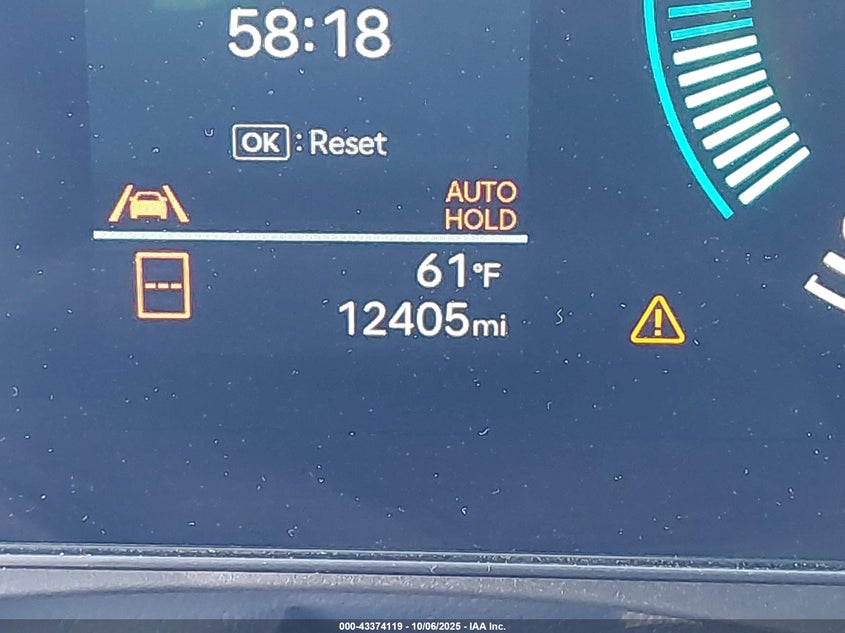 58:18
OK : Reset
AUTO
HOLD
61°F
---
12405mi
000-43374119 - 10/06/2025 - IAA Inc.